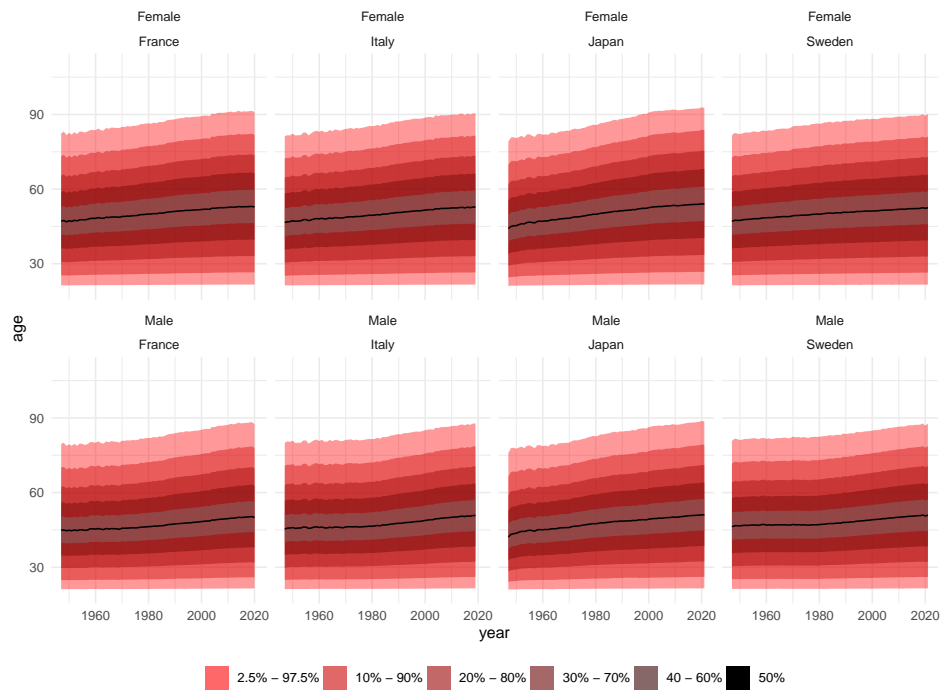 Female Female Female Female
France Italy Japan Sweden
90
60
30
Male Male Male Male
France Italy Japan Sweden
age
90
60
30
1960 1980 2000 2020 1960 1980 2000 2020 1960 1980 2000 2020 1960 1980 2000 2020
year
2.5% − 97.5% 10% − 90% 20% − 80% 30% − 70% 40 − 60% 50%